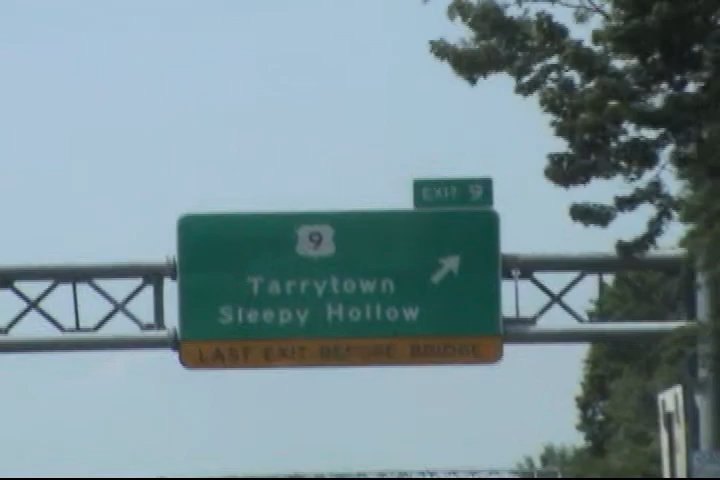 EXIT 9
9
Tarrytown
Sleepy Hollow
LAST EXIT BEFORE BRIDGE